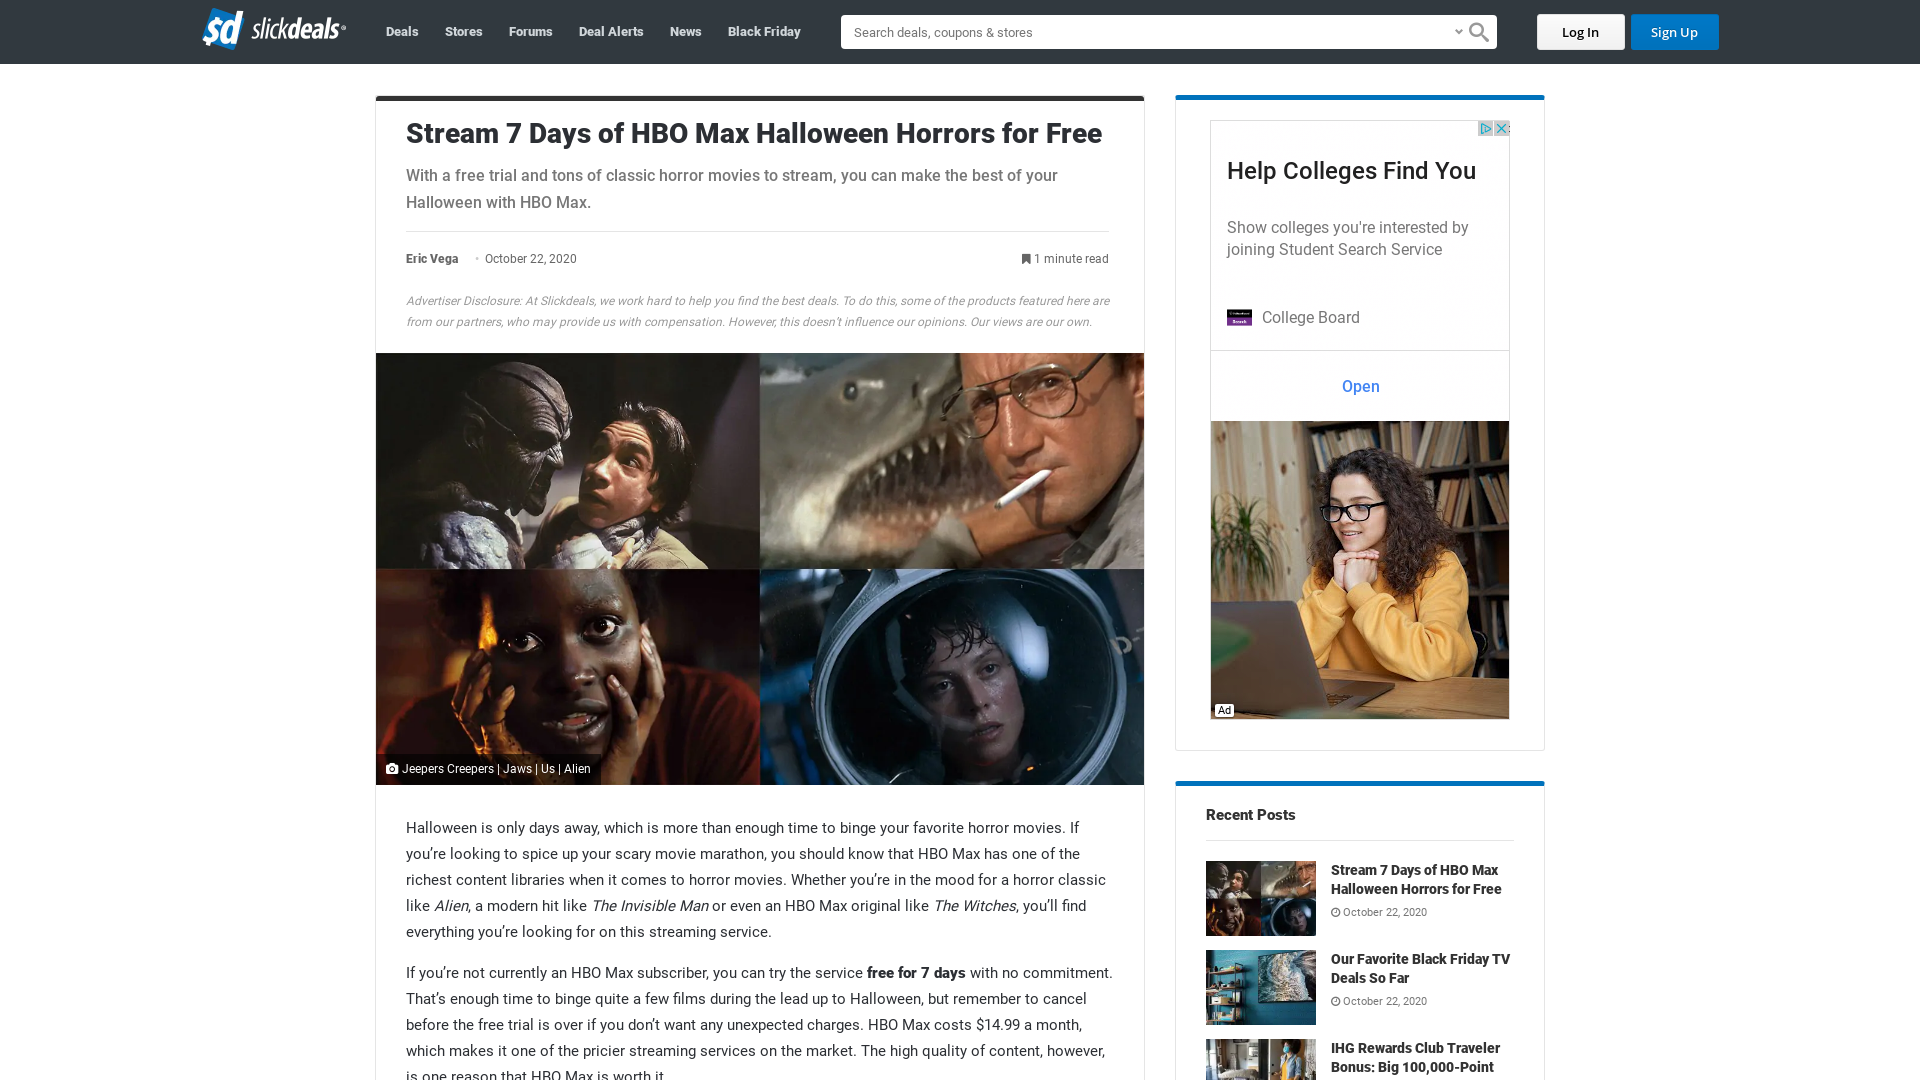 slickdeals
Deals
Stores
Forums
Deal Alerts
News
Black Friday
Search deals, coupons & stores
Log In
Sign Up
Stream 7 Days of HBO Max Halloween Horrors for Free
With a free trial and tons of classic horror movies to stream, you can make the best of your
Halloween with HBO Max.
Eric Vega • October 22, 2020
1 minute read
Advertiser Disclosure: At Slickdeals, we work hard to help you find the best deals. To do this, some of the products featured here are
from our partners, who may provide us with compensation. However, this doesn’t influence our opinions. Our views are our own.
Jeepers Creepers | Jaws | Us | Alien
Halloween is only days away, which is more than enough time to binge your favorite horror movies. If
you’re looking to spice up your scary movie marathon, you should know that HBO Max has one of the
richest content libraries when it comes to horror movies. Whether you’re in the mood for a horror classic
like Alien, a modern hit like The Invisible Man or even an HBO Max original like The Witches, you’ll find
everything you’re looking for on this streaming service.
If you’re not currently an HBO Max subscriber, you can try the service free for 7 days with no commitment.
That’s enough time to binge quite a few films during the lead up to Halloween, but remember to cancel
before the free trial is over if you don’t want any unexpected charges. HBO Max costs $14.99 a month,
which makes it one of the pricier streaming services on the market. The high quality of content, however,
is one reason that HBO Max is worth it.
Help Colleges Find You
Show colleges you're interested by
joining Student Search Service
College Board
Open
Ad
Recent Posts
Stream 7 Days of HBO Max
Halloween Horrors for Free
October 22, 2020
Our Favorite Black Friday TV
Deals So Far
October 22, 2020
IHG Rewards Club Traveler
Bonus: Big 100,000-Point